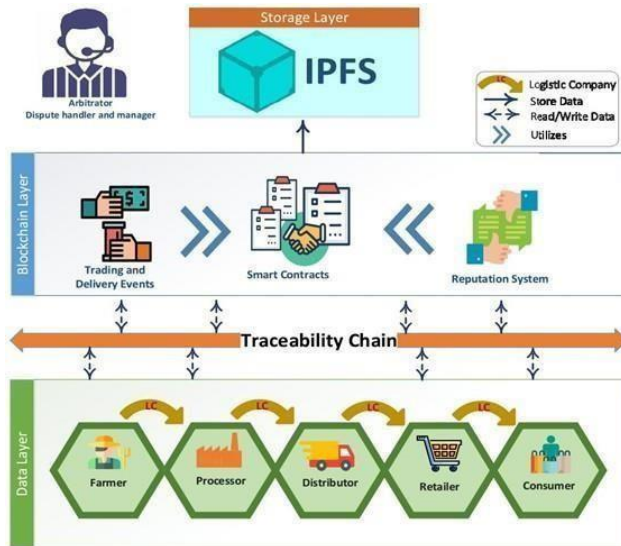 Storage Layer
IPFS
Arbitrator
Dispute handler and manager
LC
Logistic Company
Store Data
Read/Write Data
Utilizes
Blockchain Layer
Trading and
Delivery Events
Smart Contracts
Reputation System
Traceability Chain
Data Layer
LC
LC
LC
LC
Farmer
Processor
Distributor
Retailer
Consumer